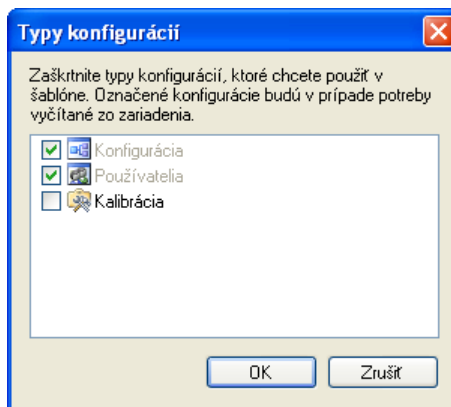 Typy konfigurácií
Zaškrtnite typy konfigurácií, ktoré chcete použiť v
šablóne. Označené konfigurácie budú v prípade potreby
vyčítané zo zariadenia.
Konfigurácia
Používatelia
Kalibrácia
OK
Zrušiť